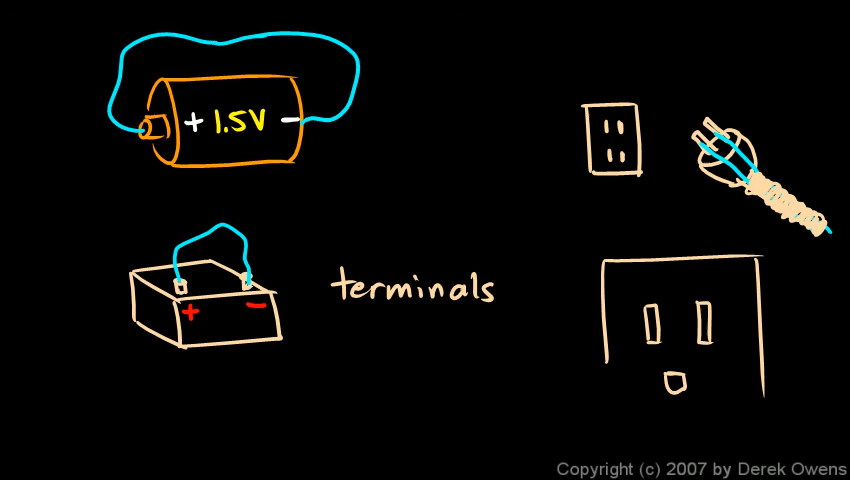 + 1.5V −
+ −
terminals
Copyright (c) 2007 by Derek Owens